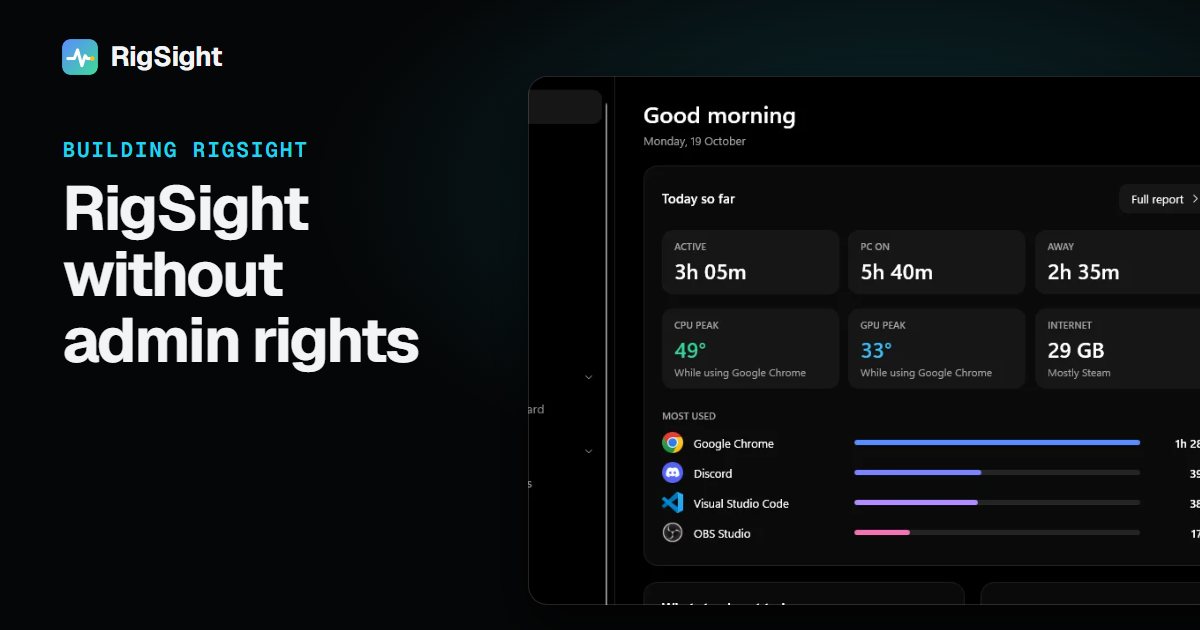 RigSight
BUILDING RIGSIGHT
RigSight
without
admin rights
Good morning
Monday, 19 October
Today so far
Full report
ACTIVE
3h 05m
PC ON
5h 40m
AWAY
2h 35m
CPU PEAK
49°
While using Google Chrome
GPU PEAK
33°
While using Google Chrome
INTERNET
29 GB
Mostly Steam
MOST USED
Google Chrome
Discord
Visual Studio Code
OBS Studio